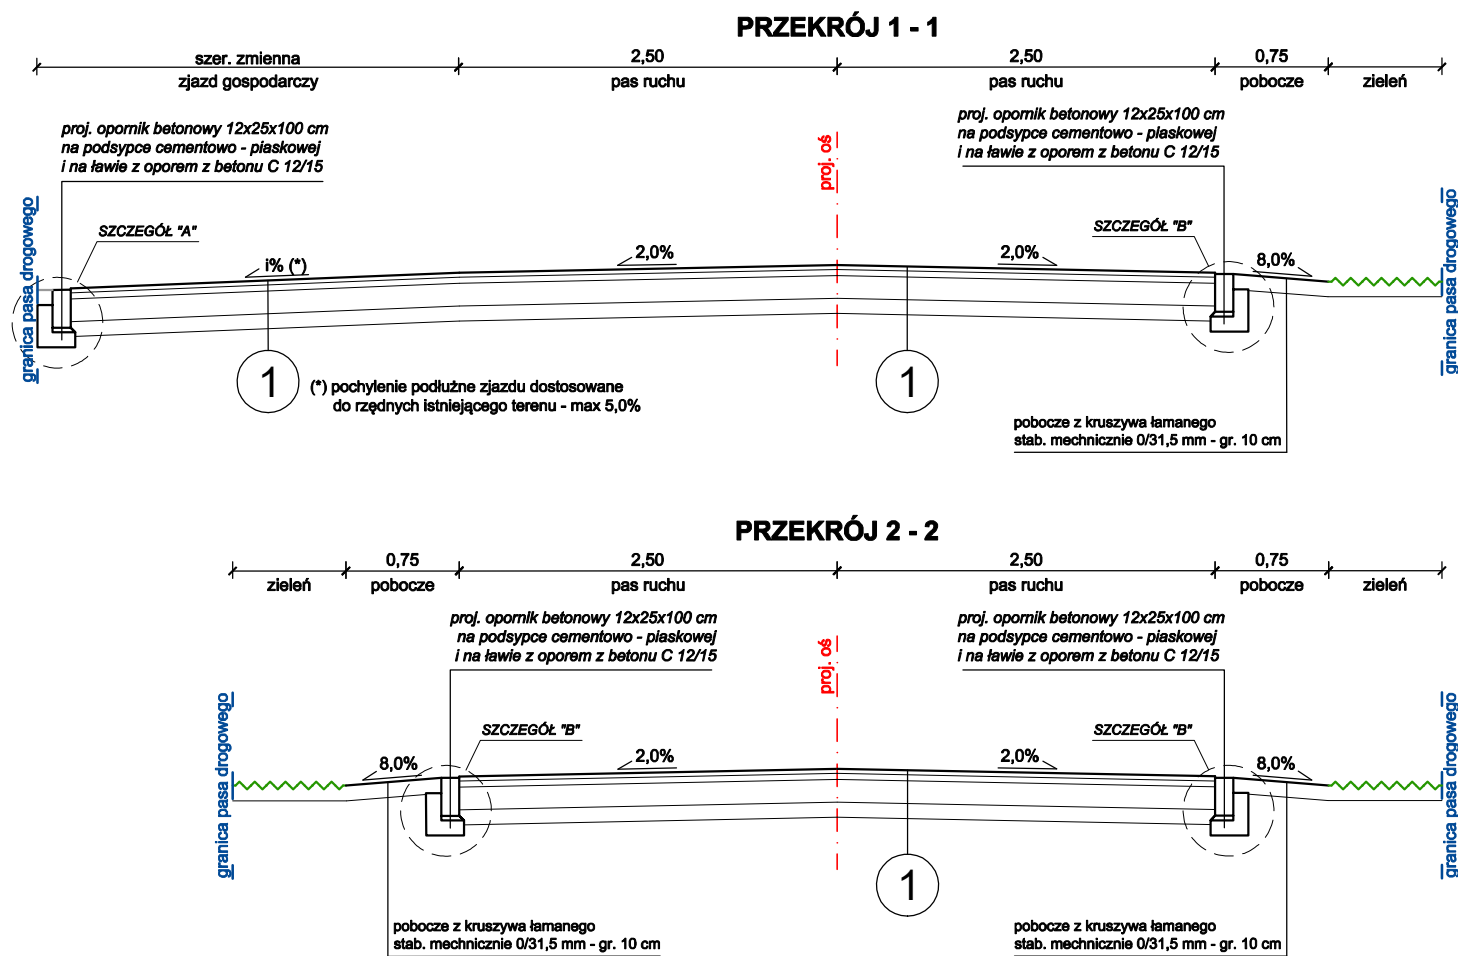 PRZEKRÓJ 1 - 1
szer. zmienna
2,50
2,50
0,75
zjazd gospodarczy
pas ruchu
pas ruchu
pobocze
zieleń
proj. opornik betonowy 12x25x100 cm
na podsypce cementowo - piaskowej
i na ławie z oporem z betonu C 12/15
proj. opornik betonowy 12x25x100 cm
na podsypce cementowo - piaskowej
i na ławie z oporem z betonu C 12/15
proj. oś
granica pasa drogowego
granica pasa drogowego
SZCZEGÓŁ "A"
SZCZEGÓŁ "B"
i% (*)
2,0%
2,0%
8,0%
1
1
(*) pochylenie podłużne zjazdu dostosowane
do rzędnych istniejącego terenu - max 5,0%
pobocze z kruszywa łamanego
stab. mechnicznie 0/31,5 mm - gr. 10 cm
PRZEKRÓJ 2 - 2
0,75
2,50
2,50
0,75
zieleń
pobocze
pas ruchu
pas ruchu
pobocze
zieleń
proj. opornik betonowy 12x25x100 cm
na podsypce cementowo - piaskowej
i na ławie z oporem z betonu C 12/15
proj. opornik betonowy 12x25x100 cm
na podsypce cementowo - piaskowej
i na ławie z oporem z betonu C 12/15
proj. oś
granica pasa drogowego
granica pasa drogowego
SZCZEGÓŁ "B"
SZCZEGÓŁ "B"
8,0%
2,0%
2,0%
8,0%
1
pobocze z kruszywa łamanego
stab. mechnicznie 0/31,5 mm - gr. 10 cm
pobocze z kruszywa łamanego
stab. mechnicznie 0/31,5 mm - gr. 10 cm